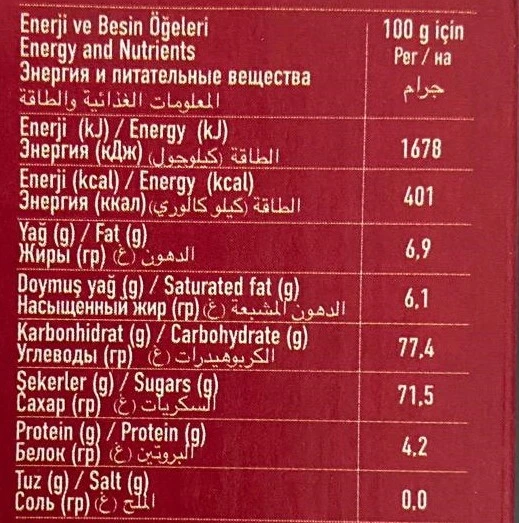 Enerji ve Besin Öğeleri
Energy and Nutrients
Энергия и питательные вещества
المعلومات الغذائية والطاقة
100 g için
Per / на
جرام
Enerji (kJ) / Energy (kJ)
Энергия (кДж) الطاقة (كيلوجول)
1678
Enerji (kcal) / Energy (kcal)
Энергия (ккал) الطاقة (كيلو كالوري)
401
Yağ (g) / Fat (g)
Жиры (гр) الدهون (غ)
6,9
Doymuş yağ (g) / Saturated fat (g)
Насыщенный жир (гр) الدهون المشبعة (غ)
6,1
Karbonhidrat (g) / Carbohydrate (g)
Углеводы (гр) الكربوهيدرات (غ)
77,4
Şekerler (g) / Sugars (g)
Сахар (гр) السكريات (غ)
71,5
Protein (g) / Protein (g)
Белок (гр) البروتين (غ)
4,2
Tuz (g) / Salt (g)
Соль (гр) الملح (غ)
0,0